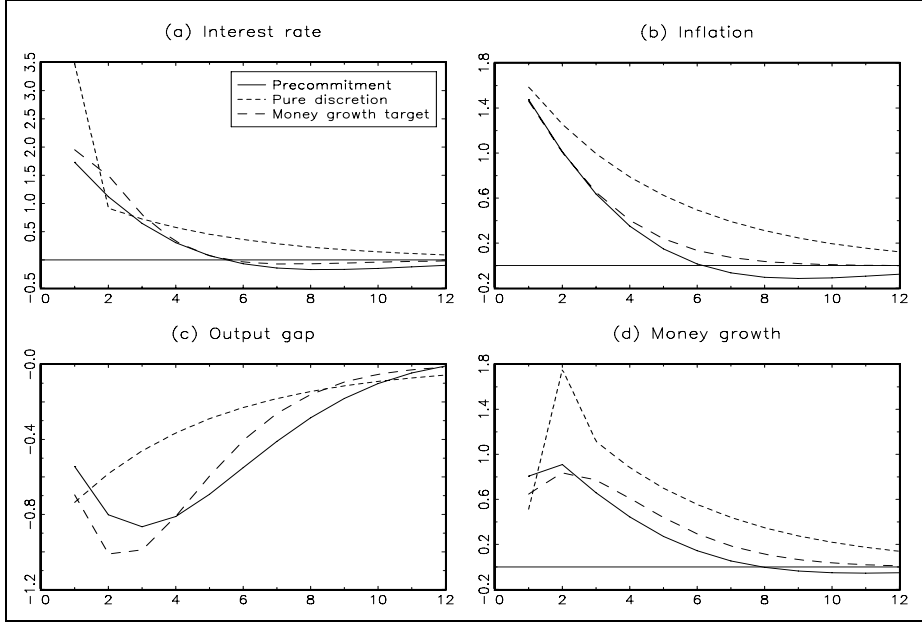 (a) Interest rate
3.5
2.5
2.0
1.0
0.5
−0.5
Precommitment
Pure discretion
Money growth target
0 2 4 6 8 10 12
(b) Inflation
1.8
1.4
1.0
0.6
0.2
−0.2
0 2 4 6 8 10 12
(c) Output gap
−0.0
−0.4
−0.8
−1.2
0 2 4 6 8 10 12
(d) Money growth
1.8
1.4
1.0
0.6
0.2
−0.2
0 2 4 6 8 10 12